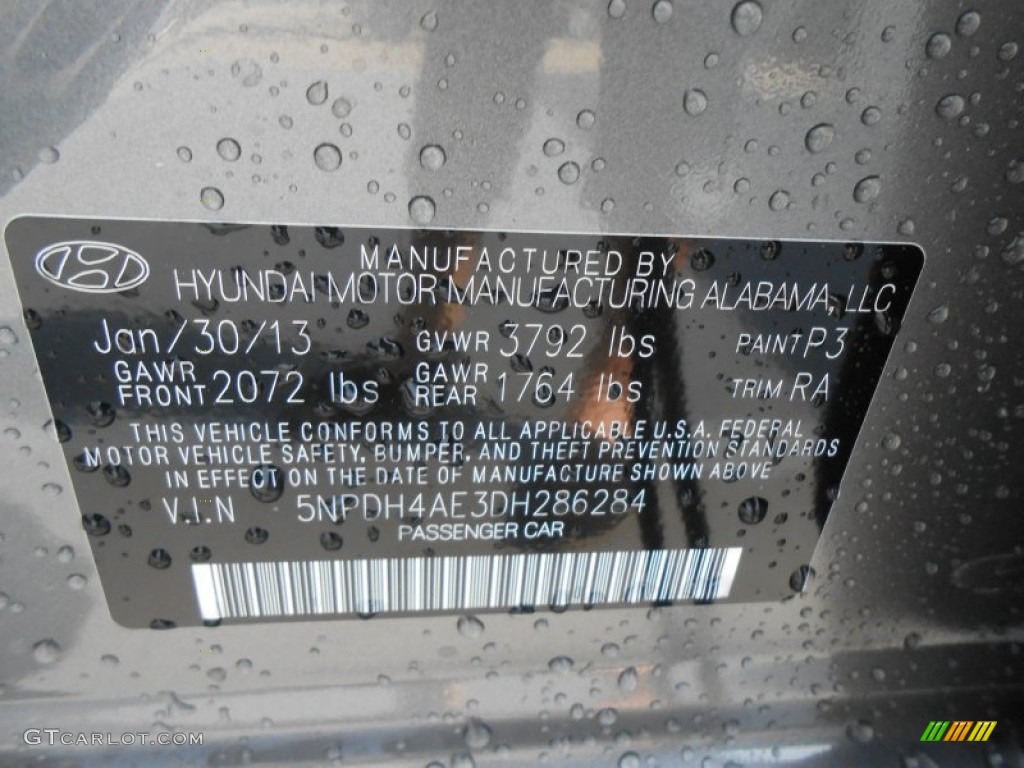 MANUFACTURED BY
HYUNDAI MOTOR MANUFACTURING ALABAMA, LLC
Jan/30/13 GVWR 3792 lbs PAINT P3
GAWR FRONT 2072 lbs GAWR REAR 1764 lbs TRIM RA
THIS VEHICLE CONFORMS TO ALL APPLICABLE U.S.A. FEDERAL
MOTOR VEHICLE SAFETY, BUMPER, AND THEFT PREVENTION STANDARDS
IN EFFECT ON THE DATE OF MANUFACTURE SHOWN ABOVE
V.I.N 5NPDH4AE3DH286284
PASSENGER CAR
GTCARLOT.COM